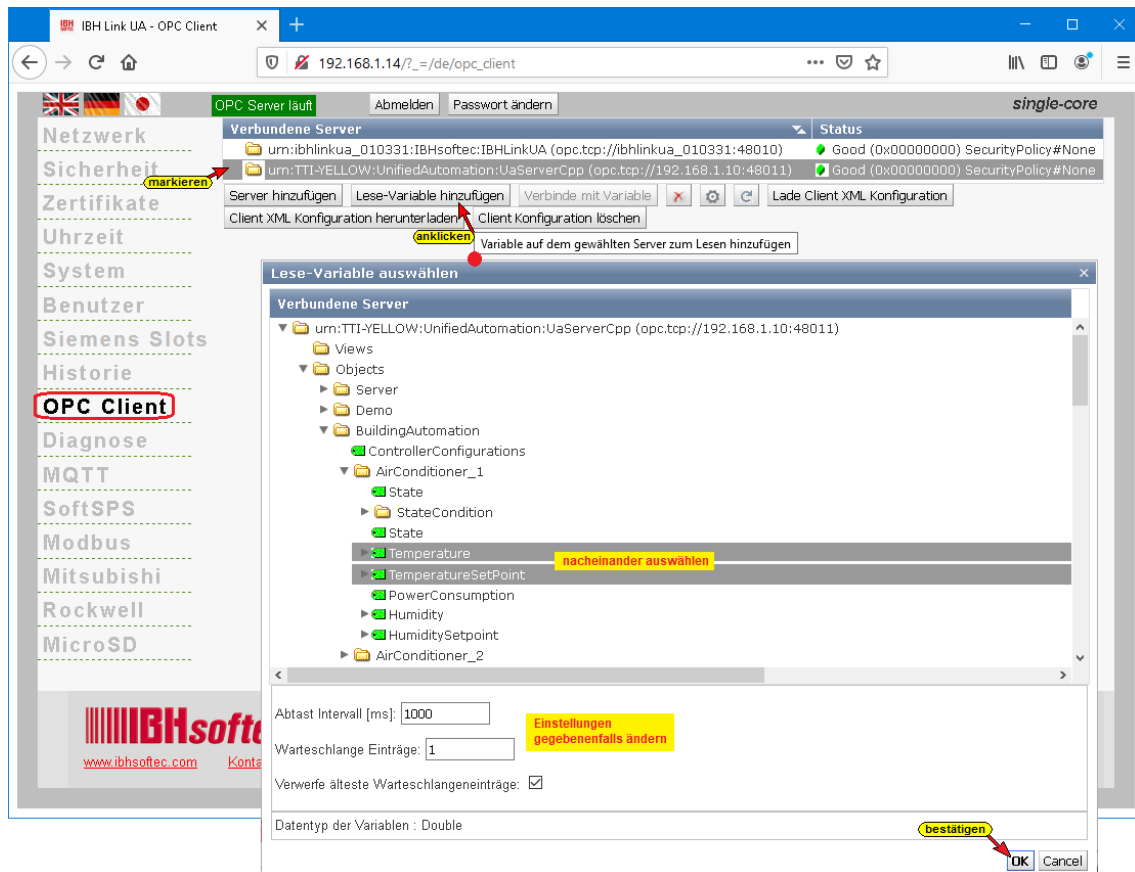 IBH Link UA - OPC Client
192.168.1.14/?_=/de/opc_client
OPC Server läuft
Abmelden
Passwort ändern
single-core
Netzwerk
Sicherheit
Zertifikate
Uhrzeit
System
Benutzer
Siemens Slots
Historie
OPC Client
Diagnose
MQTT
SoftSPS
Modbus
Mitsubishi
Rockwell
MicroSD
Verbundene Server Status
urn:ibhlinkua_010331:IBHsoftec:IBHLinkUA (opc.tcp://ibhlinkua_010331:48010) Good (0x00000000) SecurityPolicy#None
urn:TTI-YELLOW:UnifiedAutomation:UaServerCpp (opc.tcp://192.168.1.10:48011) Good (0x00000000) SecurityPolicy#None
markieren
Server hinzufügen Lese-Variable hinzufügen Verbinde mit Variable Lade Client XML Konfiguration
Client XML Konfiguration herunterladen Client Konfiguration löschen
anklicken
Variable auf dem gewählten Server zum Lesen hinzufügen
Lese-Variable auswählen
Verbundene Server
urn:TTI-YELLOW:UnifiedAutomation:UaServerCpp (opc.tcp://192.168.1.10:48011)
Views
Objects
Server
Demo
BuildingAutomation
ControllerConfigurations
AirConditioner_1
State
StateCondition
State
Temperature
nacheinander auswählen
TemperatureSetPoint
PowerConsumption
Humidity
HumiditySetpoint
AirConditioner_2
Abtast Intervall [ms]: 1000
Warteschlange Einträge: 1
Einstellungen
gegebenenfalls ändern
Verwerfe älteste Warteschlangeneinträge:
Datentyp der Variablen : Double
bestätigen
OK Cancel
IBHsofte
www.ibhsoftec.com Konta